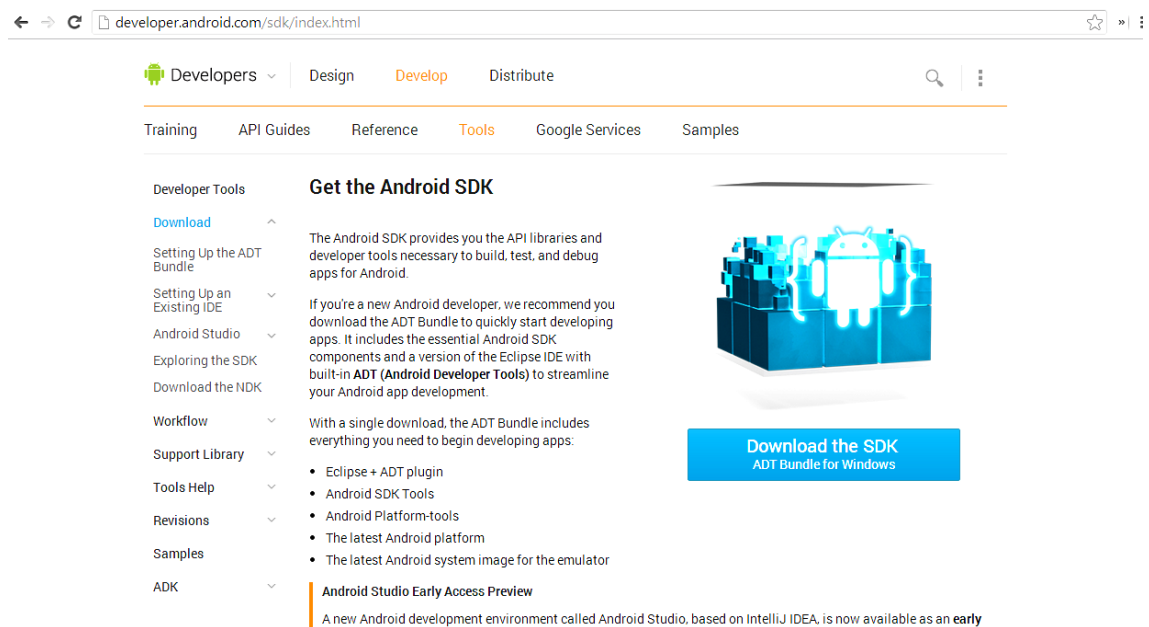 developer.android.com/sdk/index.html
»
Developers Design Develop Distribute
Training API Guides Reference Tools Google Services Samples
Developer Tools
Download
Setting Up the ADT
Bundle
Setting Up an
Existing IDE
Android Studio
Exploring the SDK
Download the NDK
Workflow
Support Library
Tools Help
Revisions
Samples
ADK
Get the Android SDK
The Android SDK provides you the API libraries and
developer tools necessary to build, test, and debug
apps for Android.
If you're a new Android developer, we recommend you
download the ADT Bundle to quickly start developing
apps. It includes the essential Android SDK
components and a version of the Eclipse IDE with
built-in ADT (Android Developer Tools) to streamline
your Android app development.
With a single download, the ADT Bundle includes
everything you need to begin developing apps:
• Eclipse + ADT plugin
• Android SDK Tools
• Android Platform-tools
• The latest Android platform
• The latest Android system image for the emulator
Android Studio Early Access Preview
A new Android development environment called Android Studio, based on IntelliJ IDEA, is now available as an early
{ }
Download the SDK
ADT Bundle for Windows